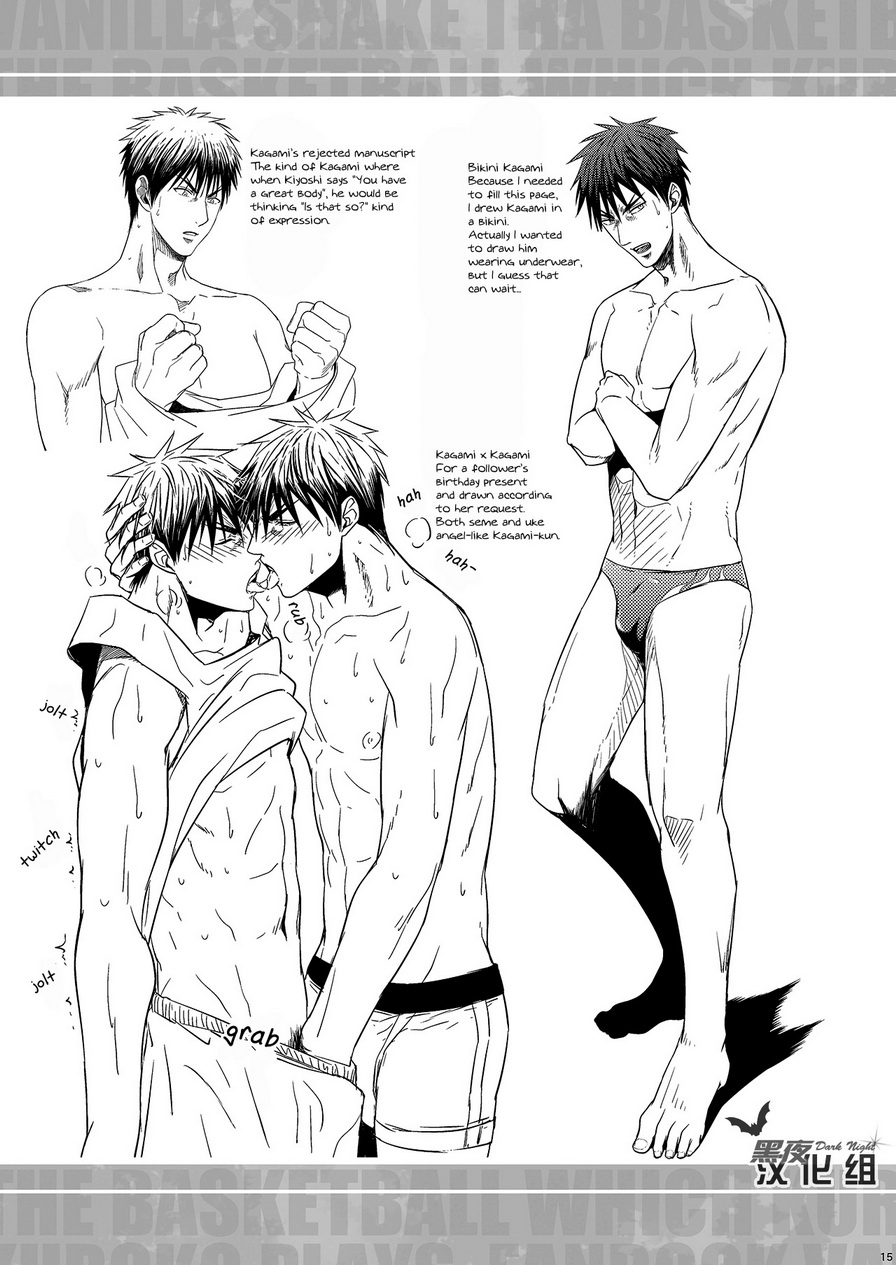 VANILLA SHAKE THA BASKETB
THE BASKETBALL WHICH KUR
Kagami's rejected manuscript
The kind of Kagami where
when Kiyoshi says "You have
a great body", he would be
thinking "Is that so?" kind
of expression.
Bikini Kagami
Because I needed
to fill this page,
I drew Kagami in
a bikini.
Actually I wanted
to draw him
wearing underwear,
but I guess that
can wait...
Kagami x Kagami
For a follower's
birthday present
and drawn according
to her request.
Both seme and uke
angel-like Kagami-kun.
hah
hah~
rub
jolt
twitch
jolt
grab
黑夜 Dark Night
汉化组
THE BASKETBALL WHICH KUR
KUROKO PLAYS. FANBOOK VAN
15